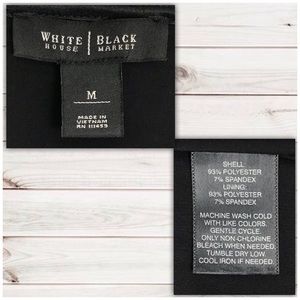 WHITE | BLACK
HOUSE | MARKET
M
MADE IN
VIETNAM
RN 111459
SHELL:
93% POLYESTER
7% SPANDEX
LINING:
93% POLYESTER
7% SPANDEX
MACHINE WASH COLD
WITH LIKE COLORS.
GENTLE CYCLE.
ONLY NON-CHLORINE
BLEACH WHEN NEEDED.
TUMBLE DRY LOW.
COOL IRON IF NEEDED.